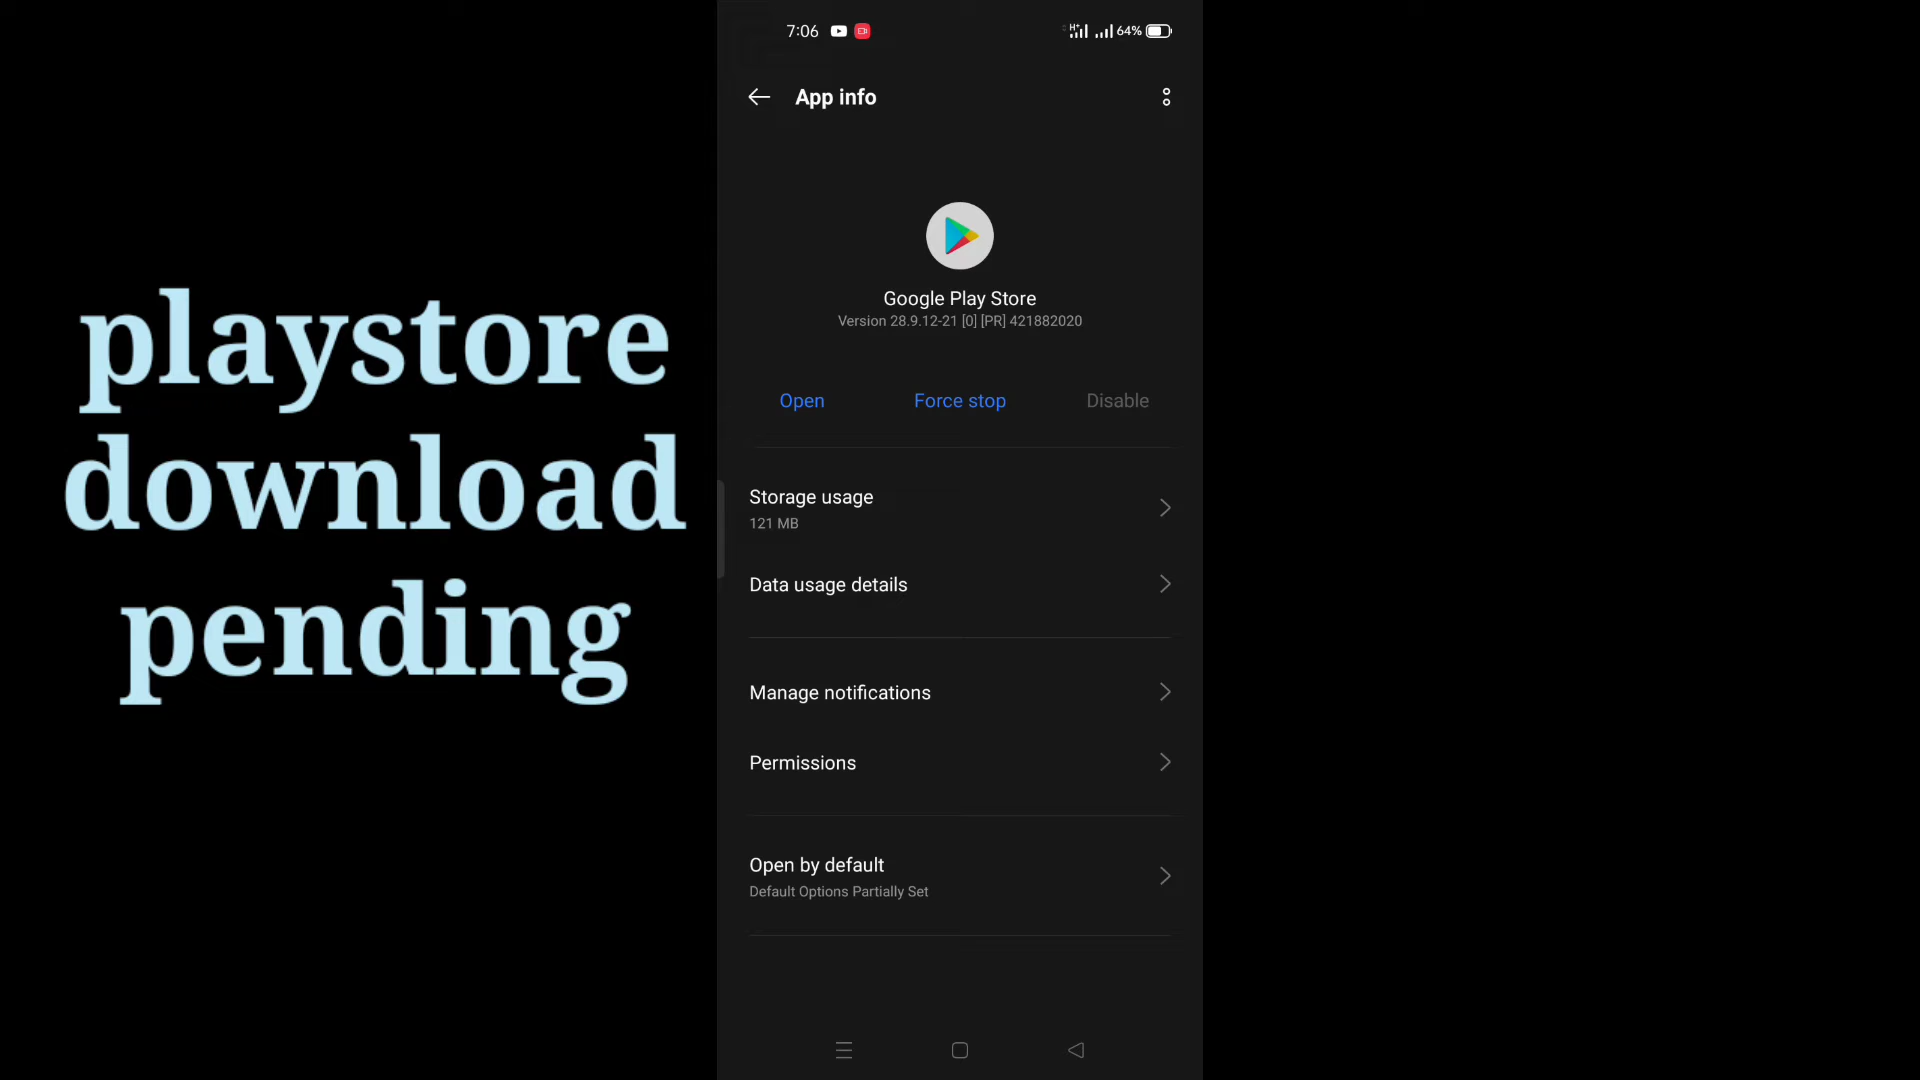 playstore
download
pending
7:06
H+
64%
App info
Google Play Store
Version 28.9.12-21 [0] [PR] 421882020
Open
Force stop
Disable
Storage usage
121 MB
Data usage details
Manage notifications
Permissions
Open by default
Default Options Partially Set